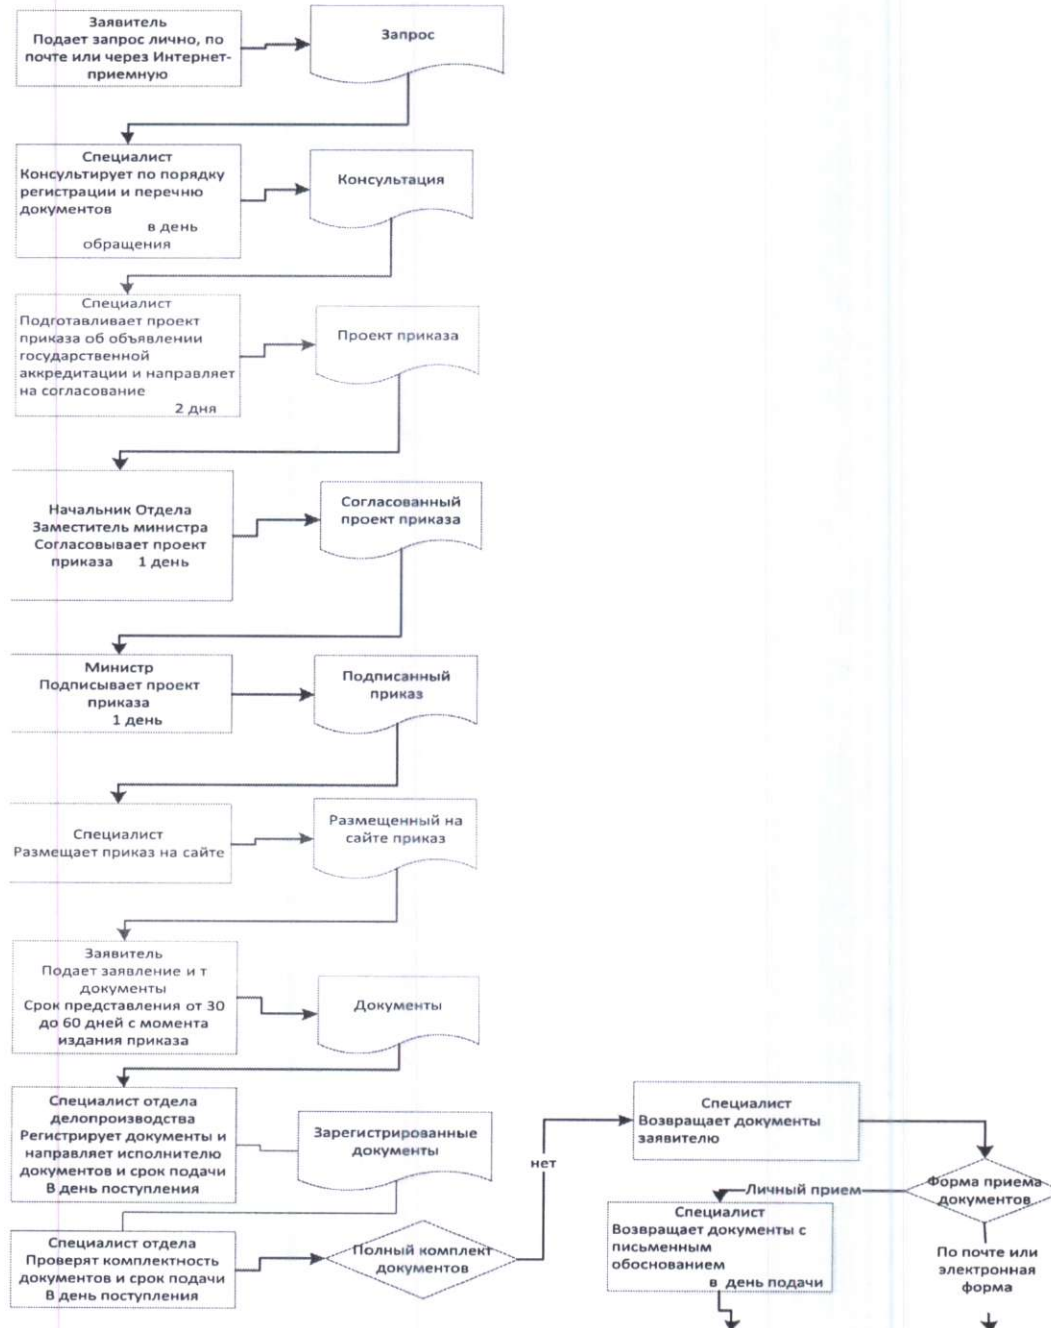 Заявитель
Подает запрос лично, по
почте или через Интернет-
приемную
Запрос
Специалист
Консультирует по порядку
регистрации и перечню
документов
в день
обращения
Консультация
Специалист
Подготавливает проект
приказа об объявлении
государственной
аккредитации и направляет
на согласование
2 дня
Проект приказа
Начальник Отдела
Заместитель министра
Согласовывает проект
приказа 1 день
Согласованный
проект приказа
Министр
Подписывает проект
приказа
1 день
Подписанный
приказ
Специалист
Размещает приказ на сайте
Размещенный на
сайте приказ
Заявитель
Подает заявление и т
документы
Срок представления от 30
до 60 дней с момента
издания приказа
Документы
Специалист отдела
делопроизводства
Регистрирует документы и
направляет исполнителю
документов и срок подачи
В день поступления
Зарегистрированные
документы
Специалист отдела
Проверят комплектность
документов и срок подачи
В день поступления
Полный комплект
документов
нет
Специалист
Возвращает документы
заявителю
Форма приема
документов
Личный прием
Специалист
Возвращает документы с
письменным
обоснованием
в день подачи
По почте или
электронная
форма